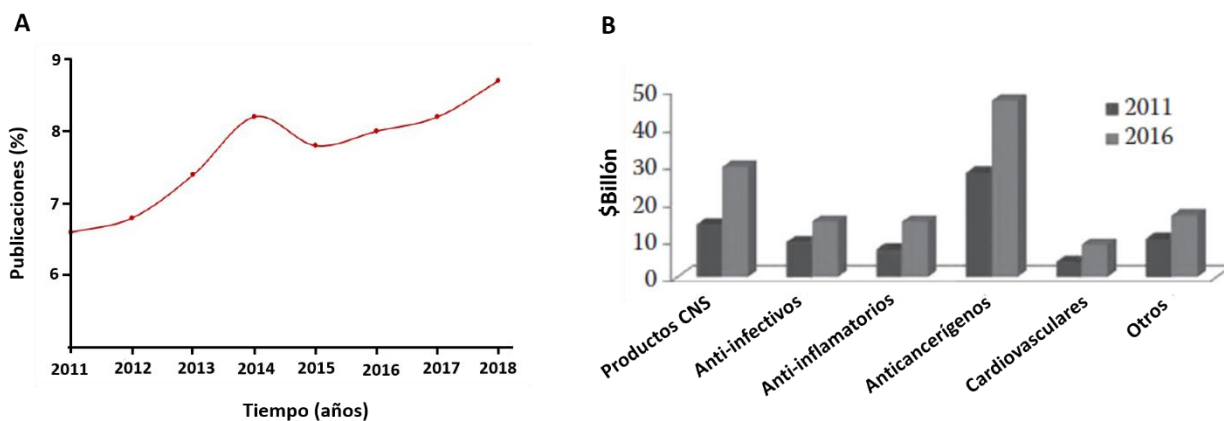 A
9
8
7
6
Publicaciones (%)
2011 2012 2013 2014 2015 2016 2017 2018
Tiempo (años)
B
50
40
30
20
10
0
$Billón
2011
2016
Productos CNS
Anti-infectivos
Anti-inflamatorios
Anticancerígenos
Cardiovasculares
Otros